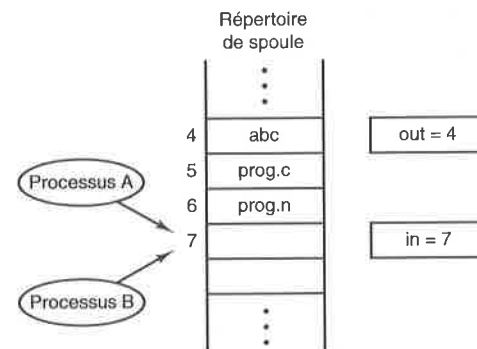 Répertoire
de spoule
4 abc out = 4
5 prog.c
Processus A
6 prog.n
7 in = 7
Processus B